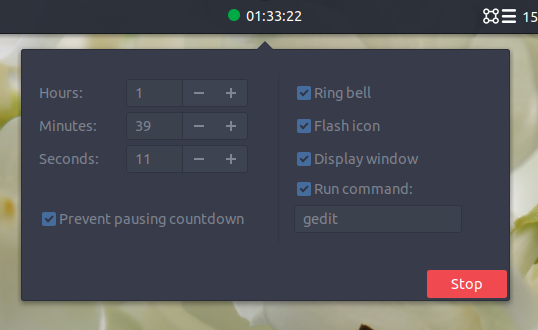 01:33:22
15
Hours: 1
Minutes: 39
Seconds: 11
Prevent pausing countdown
Ring bell
Flash icon
Display window
Run command:
gedit
Stop